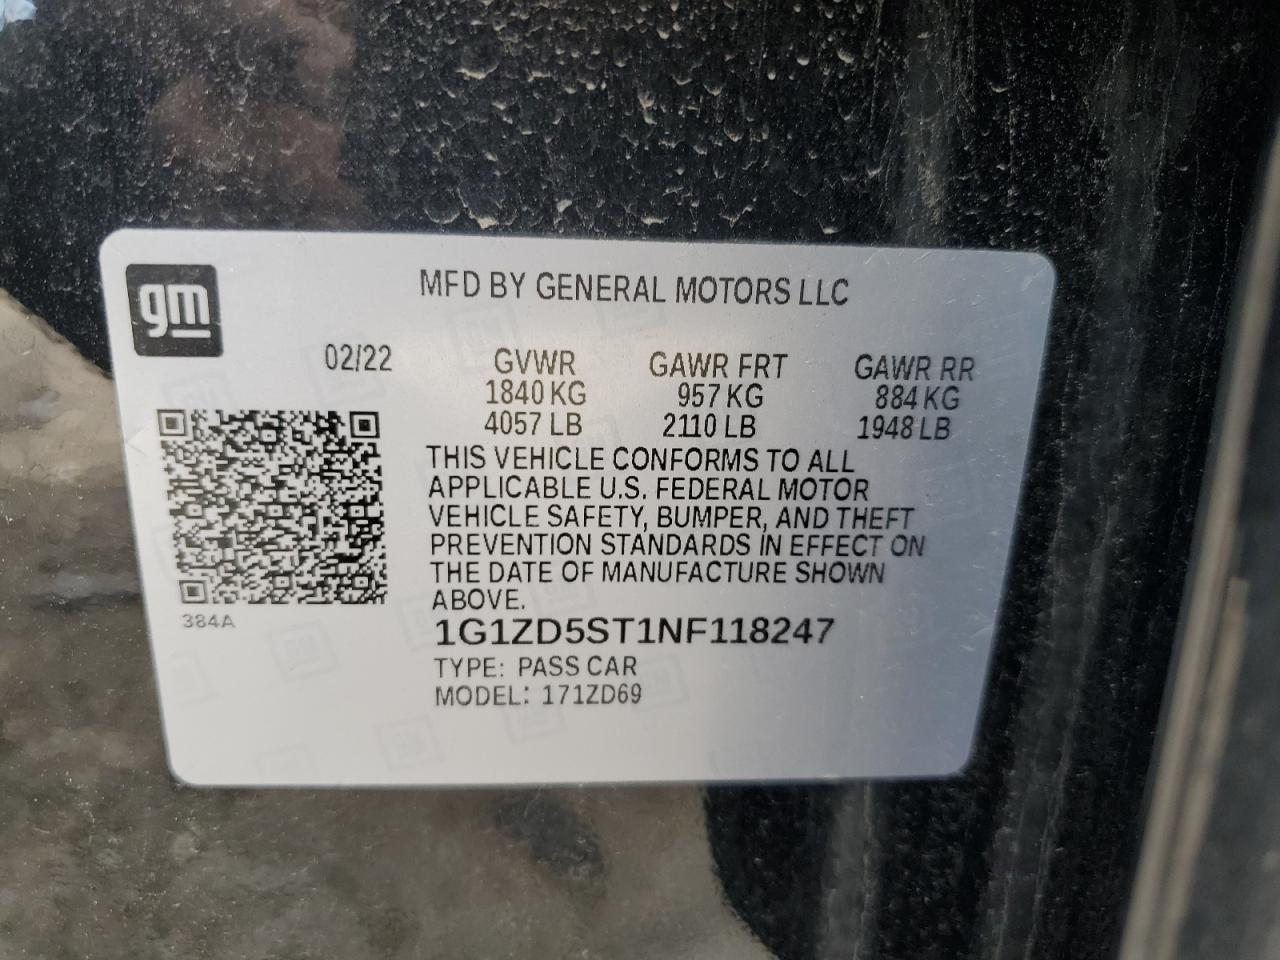 gm
MFD BY GENERAL MOTORS LLC
02/22 GVWR GAWR FRT GAWR RR
1840 KG 957 KG 884 KG
4057 LB 2110 LB 1948 LB
THIS VEHICLE CONFORMS TO ALL
APPLICABLE U.S. FEDERAL MOTOR
VEHICLE SAFETY, BUMPER, AND THEFT
PREVENTION STANDARDS IN EFFECT ON
THE DATE OF MANUFACTURE SHOWN
ABOVE.
384A
1G1ZD5ST1NF118247
TYPE: PASS CAR
MODEL: 171ZD69